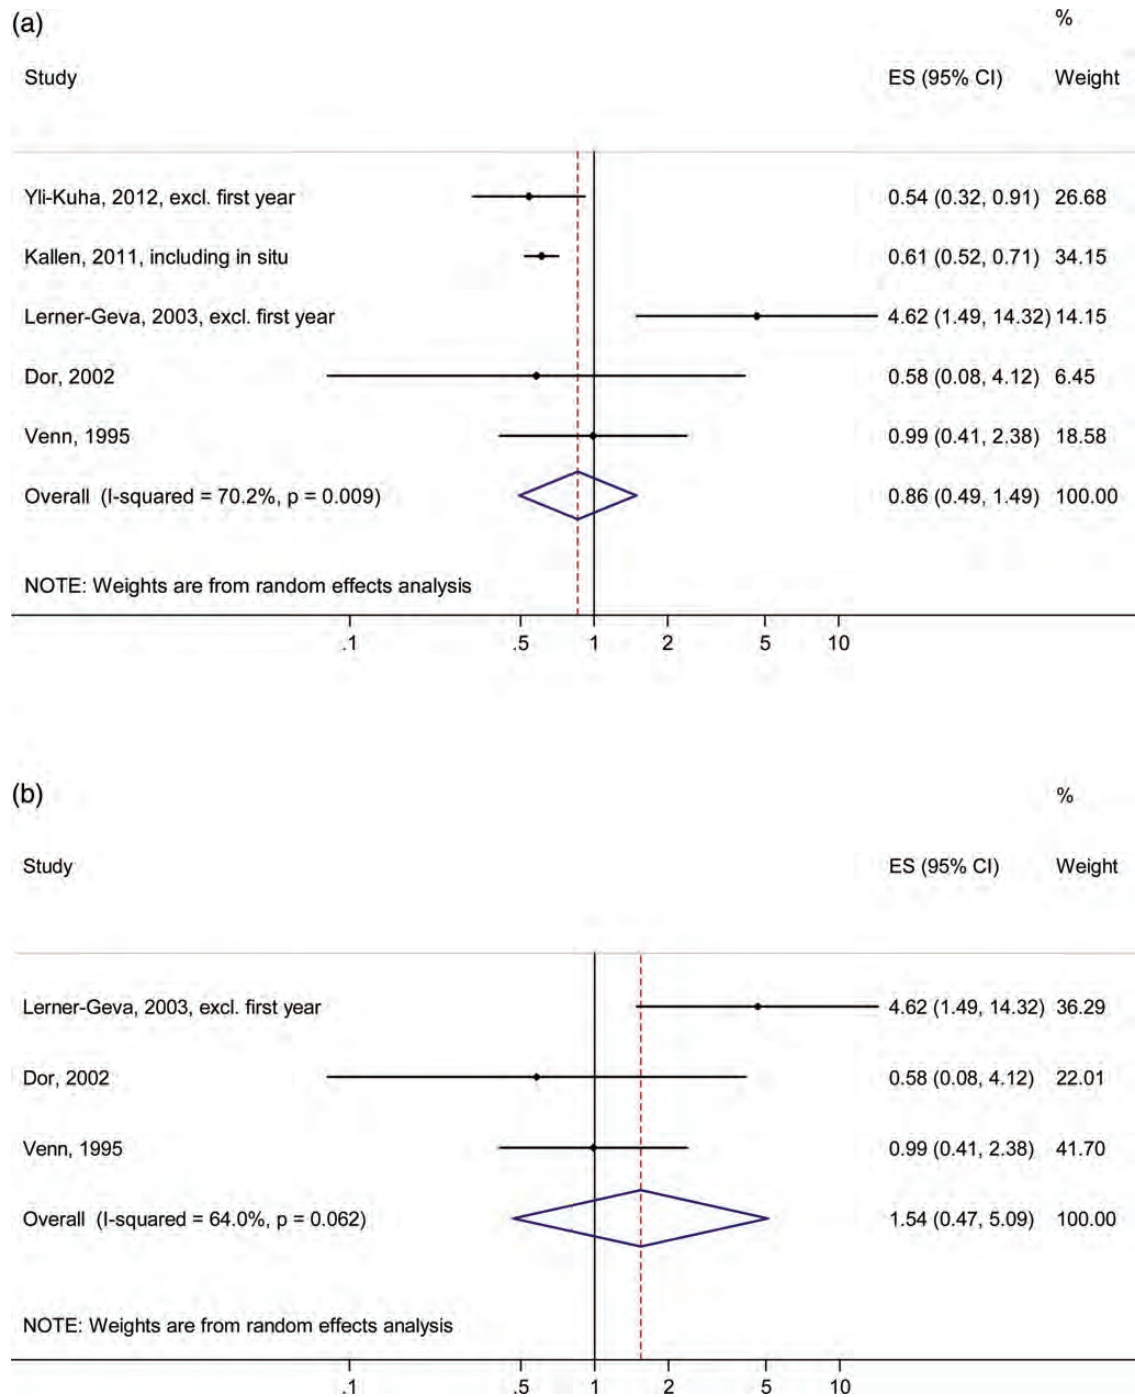 (a)
%
Study ES (95% CI) Weight
Yli-Kuha, 2012, excl. first year 0.54 (0.32, 0.91) 26.68
Kallen, 2011, including in situ 0.61 (0.52, 0.71) 34.15
Lerner-Geva, 2003, excl. first year 4.62 (1.49, 14.32) 14.15
Dor, 2002 0.58 (0.08, 4.12) 6.45
Venn, 1995 0.99 (0.41, 2.38) 18.58
Overall (I-squared = 70.2%, p = 0.009) 0.86 (0.49, 1.49) 100.00
NOTE: Weights are from random effects analysis
.1 .5 1 2 5 10
(b)
%
Study ES (95% CI) Weight
Lerner-Geva, 2003, excl. first year 4.62 (1.49, 14.32) 36.29
Dor, 2002 0.58 (0.08, 4.12) 22.01
Venn, 1995 0.99 (0.41, 2.38) 41.70
Overall (I-squared = 64.0%, p = 0.062) 1.54 (0.47, 5.09) 100.00
NOTE: Weights are from random effects analysis
.1 .5 1 2 5 10